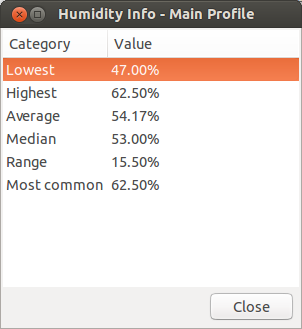 Humidity Info - Main Profile
Category Value
Lowest 47.00%
Highest 62.50%
Average 54.17%
Median 53.00%
Range 15.50%
Most common 62.50%
Close